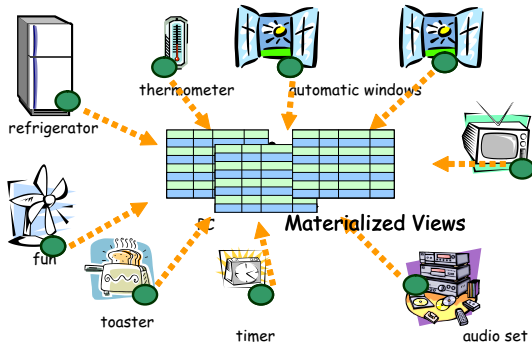 thermometer
automatic windows
refrigerator
Materialized Views
fun
toaster
timer
audio set